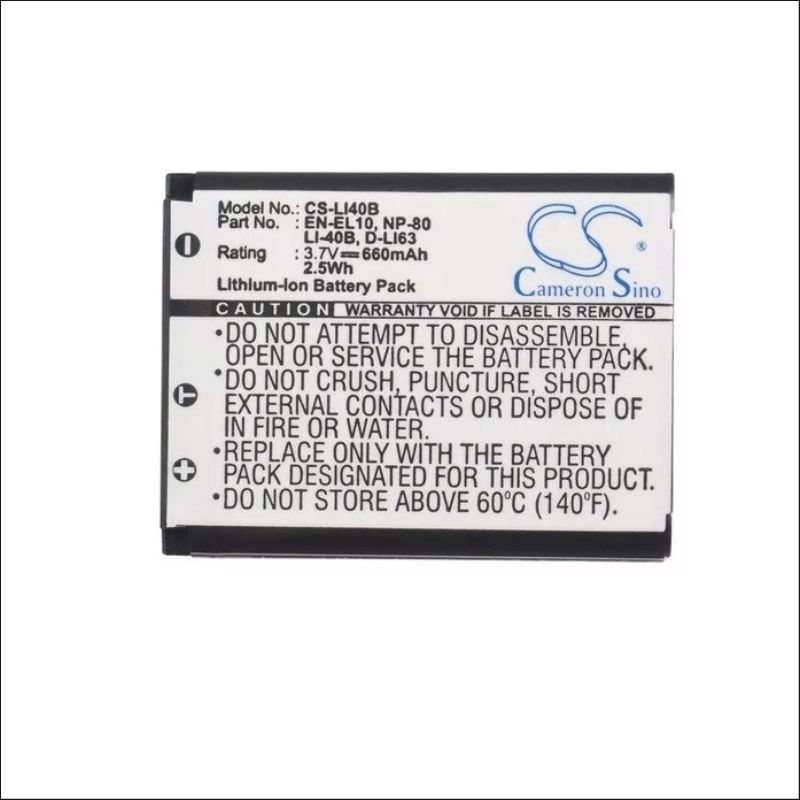 Model No.: CS-LI40B
Part No.: EN-EL10, NP-80
LI-40B, D-LI63
Rating : 3.7V⎓660mAh
2.5Wh
Lithium-Ion Battery Pack
CS
®
Cameron Sino
CAUTION WARRANTY VOID IF LABEL IS REMOVED
•DO NOT ATTEMPT TO DISASSEMBLE,
OPEN OR SERVICE THE BATTERY PACK.
•DO NOT CRUSH, PUNCTURE, SHORT
EXTERNAL CONTACTS OR DISPOSE OF
IN FIRE OR WATER.
•REPLACE ONLY WITH THE BATTERY
PACK DESIGNATED FOR THIS
•DO NOT STORE ABOVE 60°C (140°F).